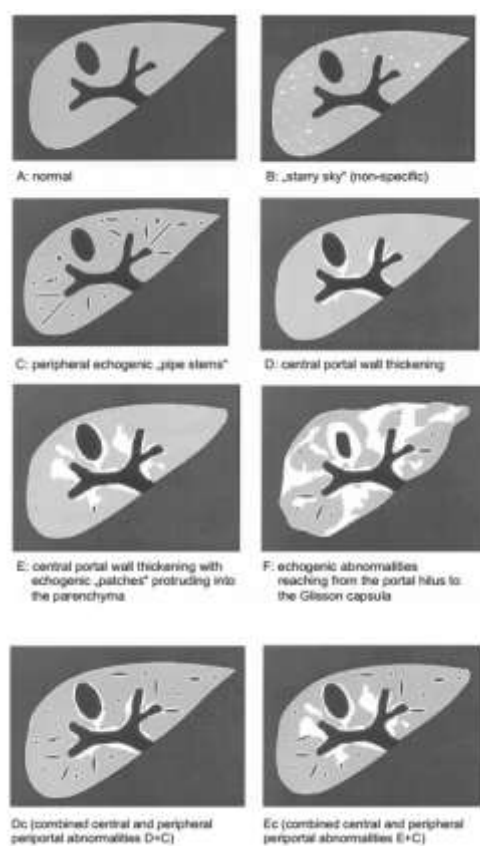 A: normal
B: „starry sky" (non-specific)
C: peripheral echogenic „pipe stems"
D: central portal wall thickening
E: central portal wall thickening with
echogenic „patches" protruding into
the parenchyma
F: echogenic abnormalities
reaching from the portal hilus to
the Glisson capsula
Dc (combined central and peripheral
periportal abnormalities D+C)
Ec (combined central and peripheral
periportal abnormalities E+C)